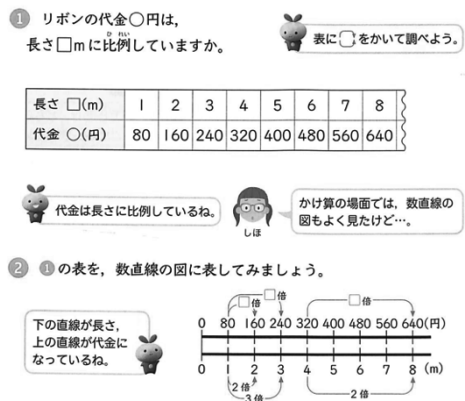 1 リボンの代金○円は,
長さ□mに比例していますか。
ひ れい
表に□をかいて調べよう。
長さ □(m) 1 2 3 4 5 6 7 8
代金 ○(円) 80 160 240 320 400 480 560 640
代金は長さに比例しているね。
しほ
かけ算の場面では,数直線の
図もよく見たけど…。
2 1の表を,数直線の図に表してみましょう。
下の直線が長さ,
上の直線が代金に
なっているね。
□倍
□倍
□倍
0 80 160 240 320 400 480 560 640(円)
0 1 2 3 4 5 6 7 8 (m)
2倍
3倍
2倍